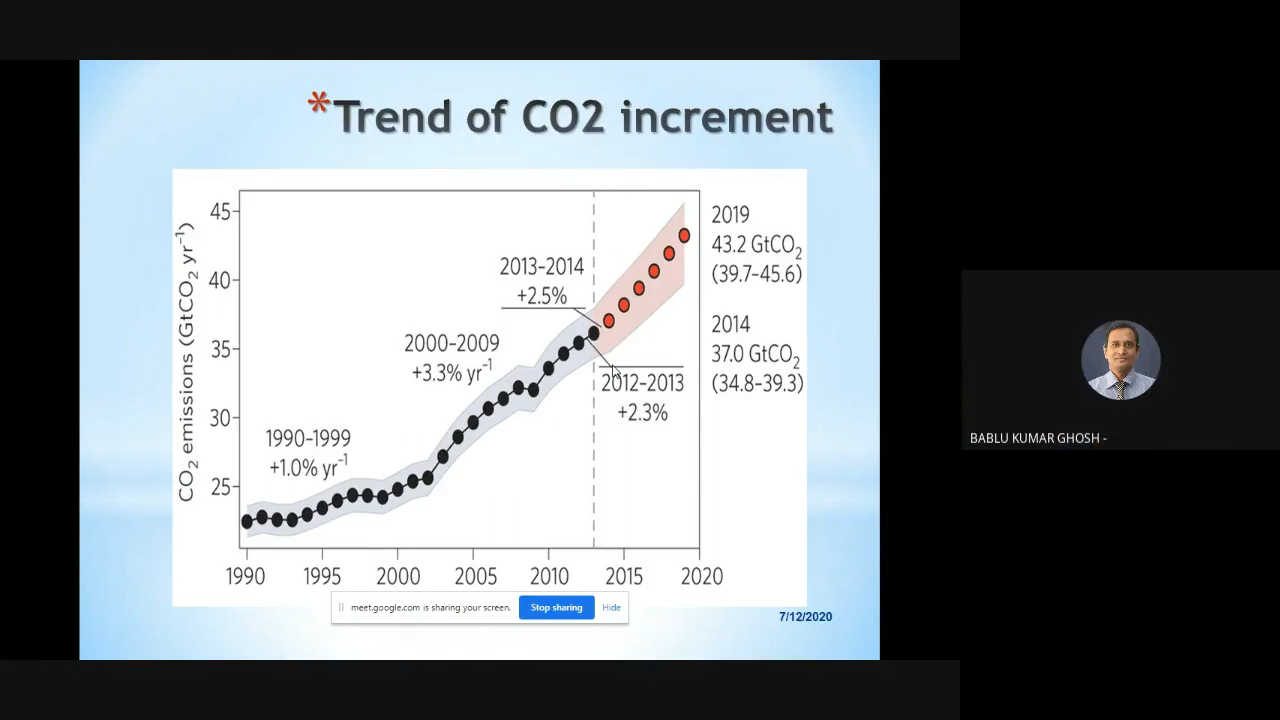 *Trend of CO2 increment
CO2 emissions (GtCO2 yr-1)
45
40
35
30
25
1990
1995
2000
2005
2010
2015
2020
1990–1999
+1.0% yr-1
2000–2009
+3.3% yr-1
2013–2014
+2.5%
2012–2013
+2.3%
2019
43.2 GtCO2
(39.7–45.6)
2014
37.0 GtCO2
(34.8–39.3)
meet.google.com is sharing your screen.
Stop sharing
Hide
7/12/2020
BABLU KUMAR GHOSH -